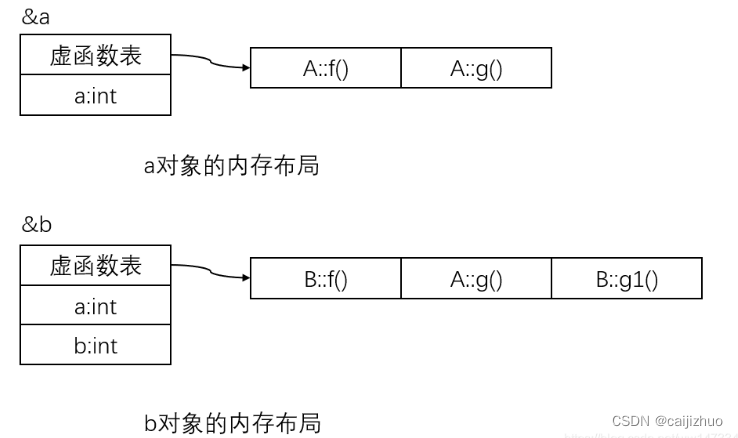 &a
虚函数表
A::f() A::g()
a:int
a对象的内存布局
&b
虚函数表
B::f() A::g() B::g1()
a:int
b:int
b对象的内存布局
CSDN @caijizhuo